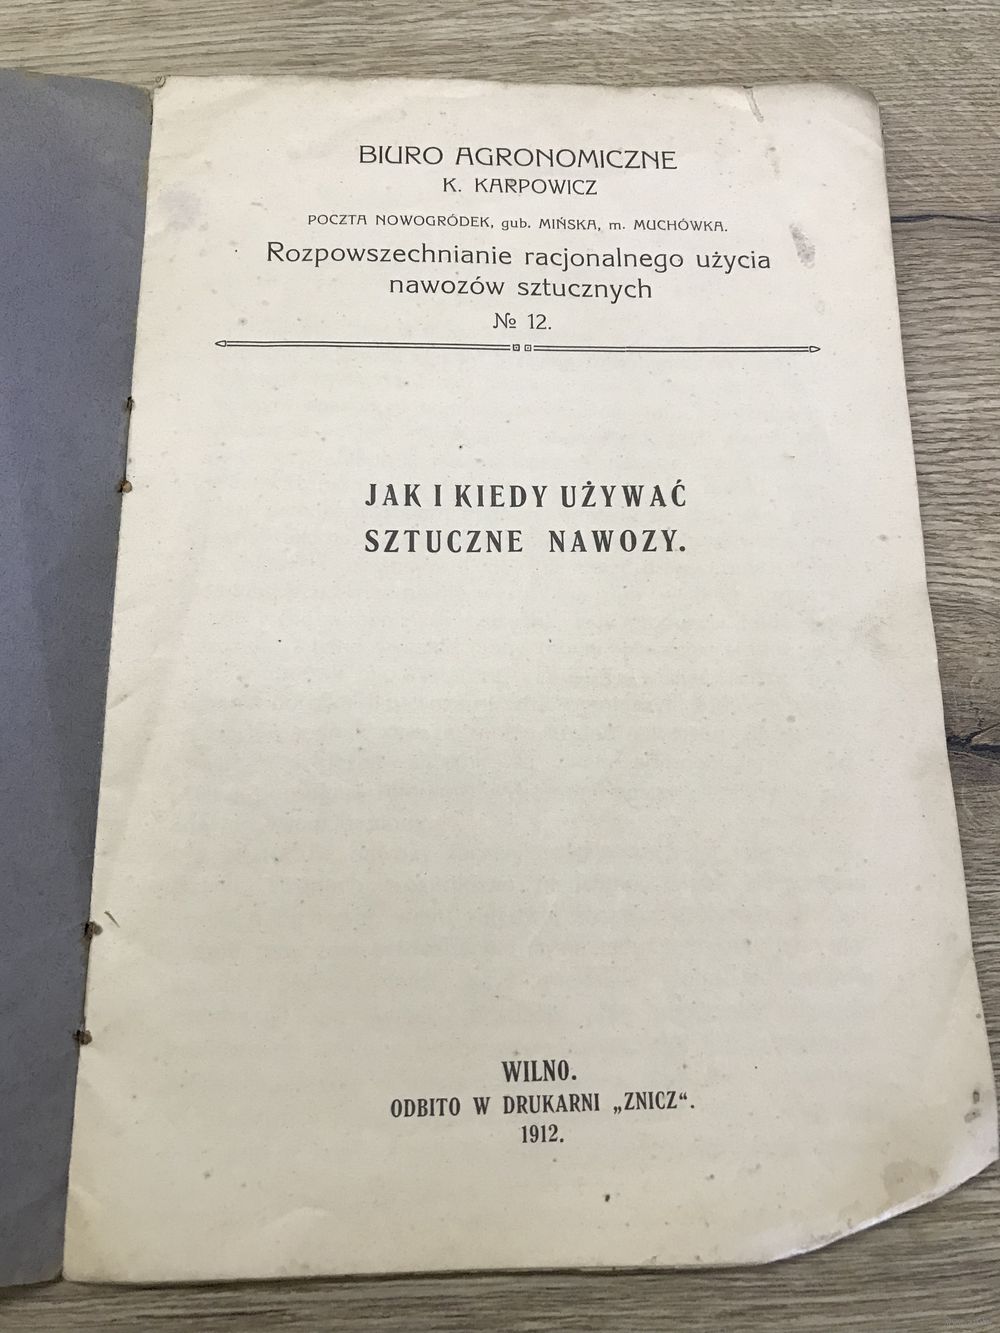 BIURO AGRONOMICZNE
K. KARPOWICZ
POCZTA NOWOGRÓDEK, gub. MIŃSKA, m. MUCHÓWKA.
Rozpowszechnianie racjonalnego użycia
nawozów sztucznych
№ 12.
JAK I KIEDY UŻYWAĆ
SZTUCZNE NAWOZY.
WILNO.
ODBITO W DRUKARNI „ZNICZ“.
1912.